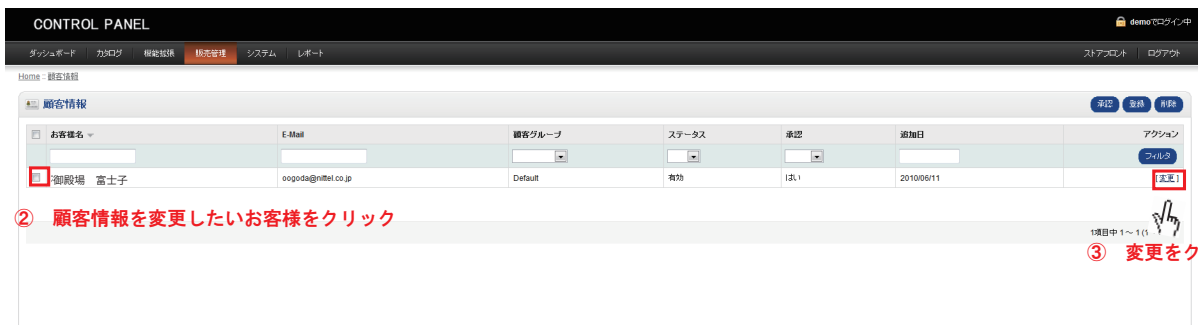 CONTROL PANEL
demoでログイン中
ダッシュボード カタログ 機能拡張 販売管理 システム レポート ストアフロント ログアウト
Home :: 顧客情報
顧客情報 承認 登録 削除
お客様名 E-Mail 顧客グループ ステータス 承認 追加日 アクション
フィルタ
御殿場 富士子 oogoda@nittel.co.jp Default 有効 はい 2010/06/11 [変更]
② 顧客情報を変更したいお客様をクリック
1項目中 1～ 1(1
③ 変更をク